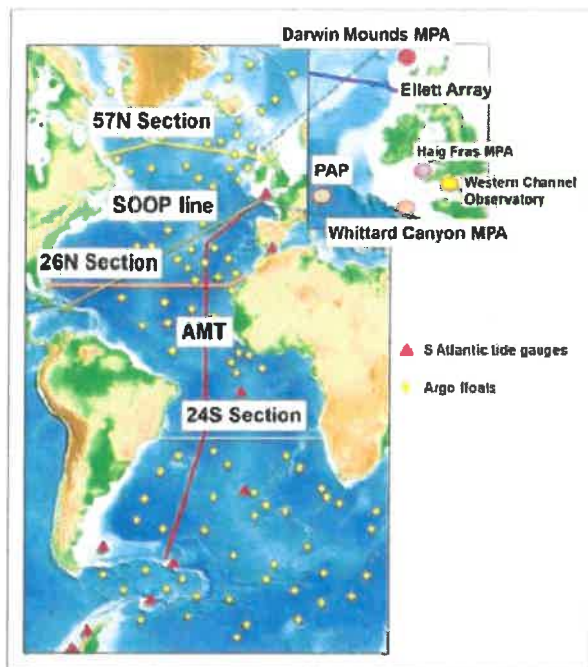 Darwin Mounds MPA
Ellett Array
57N Section
Haig Fras MPA
PAP
Western Channel
Observatory
SOOP line
Whittard Canyon MPA
26N Section
AMT
S Atlantic tide gauges
Argo floats
24S Section